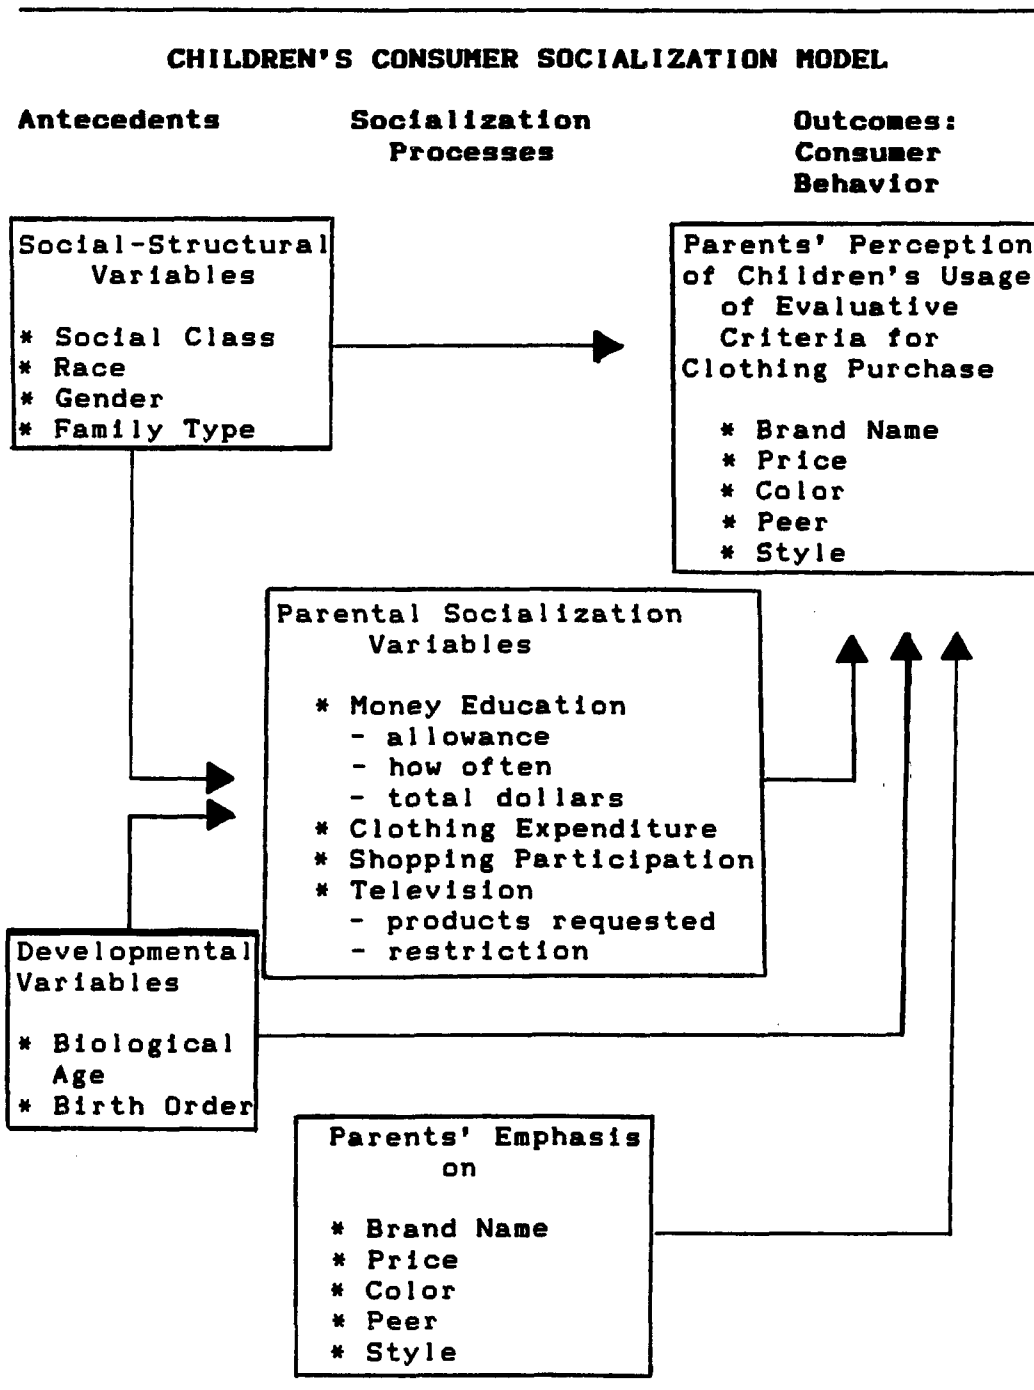 CHILDREN'S CONSUMER SOCIALIZATION MODEL
Antecedents
Socialization
Processes
Outcomes:
Consumer
Behavior
Social-Structural
Variables
* Social Class
* Race
* Gender
* Family Type
Parents' Perception
of Children's Usage
of Evaluative
Criteria for
Clothing Purchase
* Brand Name
* Price
* Color
* Peer
* Style
Parental Socialization
Variables
* Money Education
- allowance
- how often
- total dollars
* Clothing Expenditure
* Shopping Participation
* Television
- products requested
- restriction
Developmental
Variables
* Biological
Age
* Birth Order
Parents' Emphasis
on
* Brand Name
* Price
* Color
* Peer
* Style